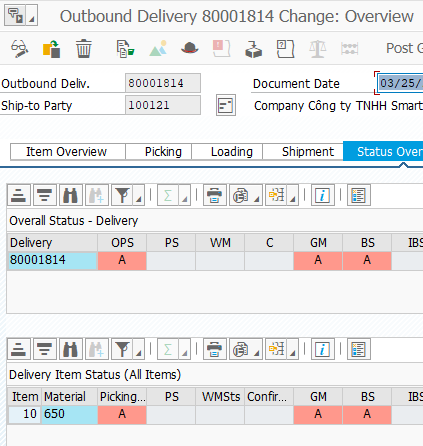 Outbound Delivery 80001814 Change: Overview
Post G
Outbound Deliv. 80001814 Document Date 03/25/
Ship-to Party 100121 Company Công ty TNHH Smart
Item Overview Picking Loading Shipment Status Over
Overall Status - Delivery
Delivery OPS PS WM C GM BS IBS
80001814 A A A
Delivery Item Status (All Items)
Item Material Picking... PS WMSts Confir... GM BS IBS
10 650 A A A